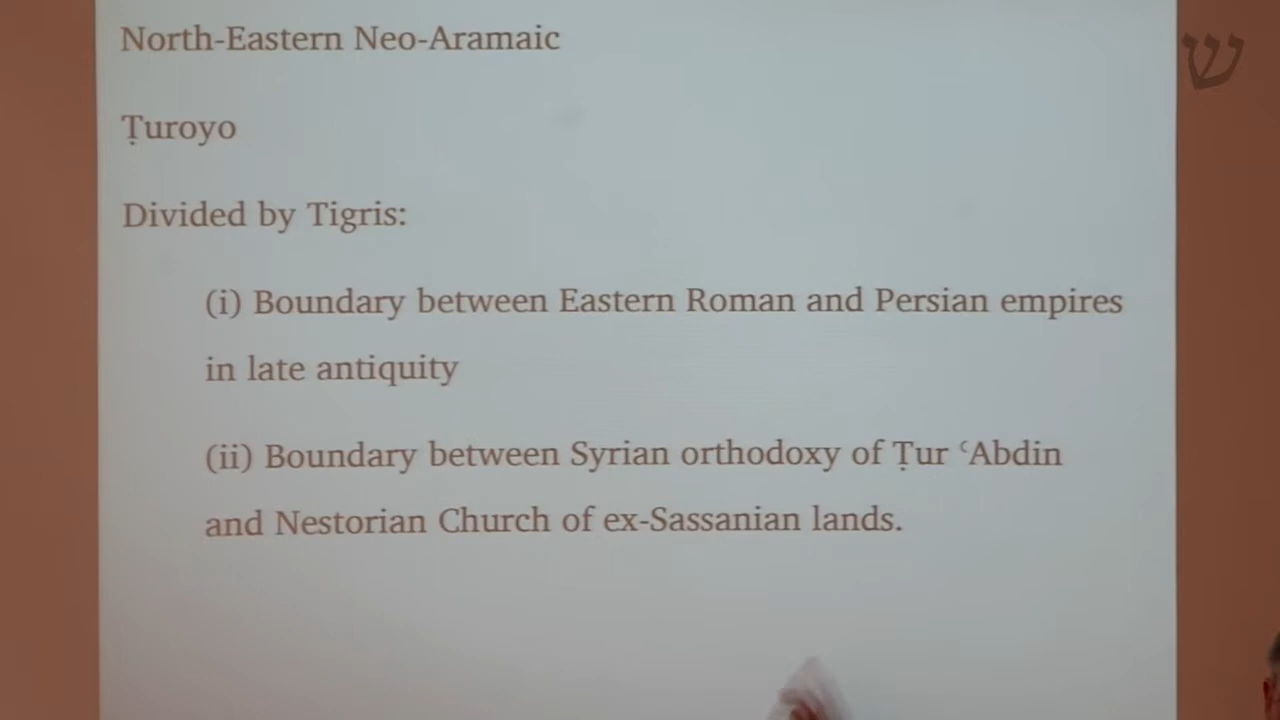 North-Eastern Neo-Aramaic
ש
Ṭuroyo
Divided by Tigris:
(i) Boundary between Eastern Roman and Persian empires
in late antiquity
(ii) Boundary between Syrian orthodoxy of Ṭur ʿAbdin
and Nestorian Church of ex-Sassanian lands.